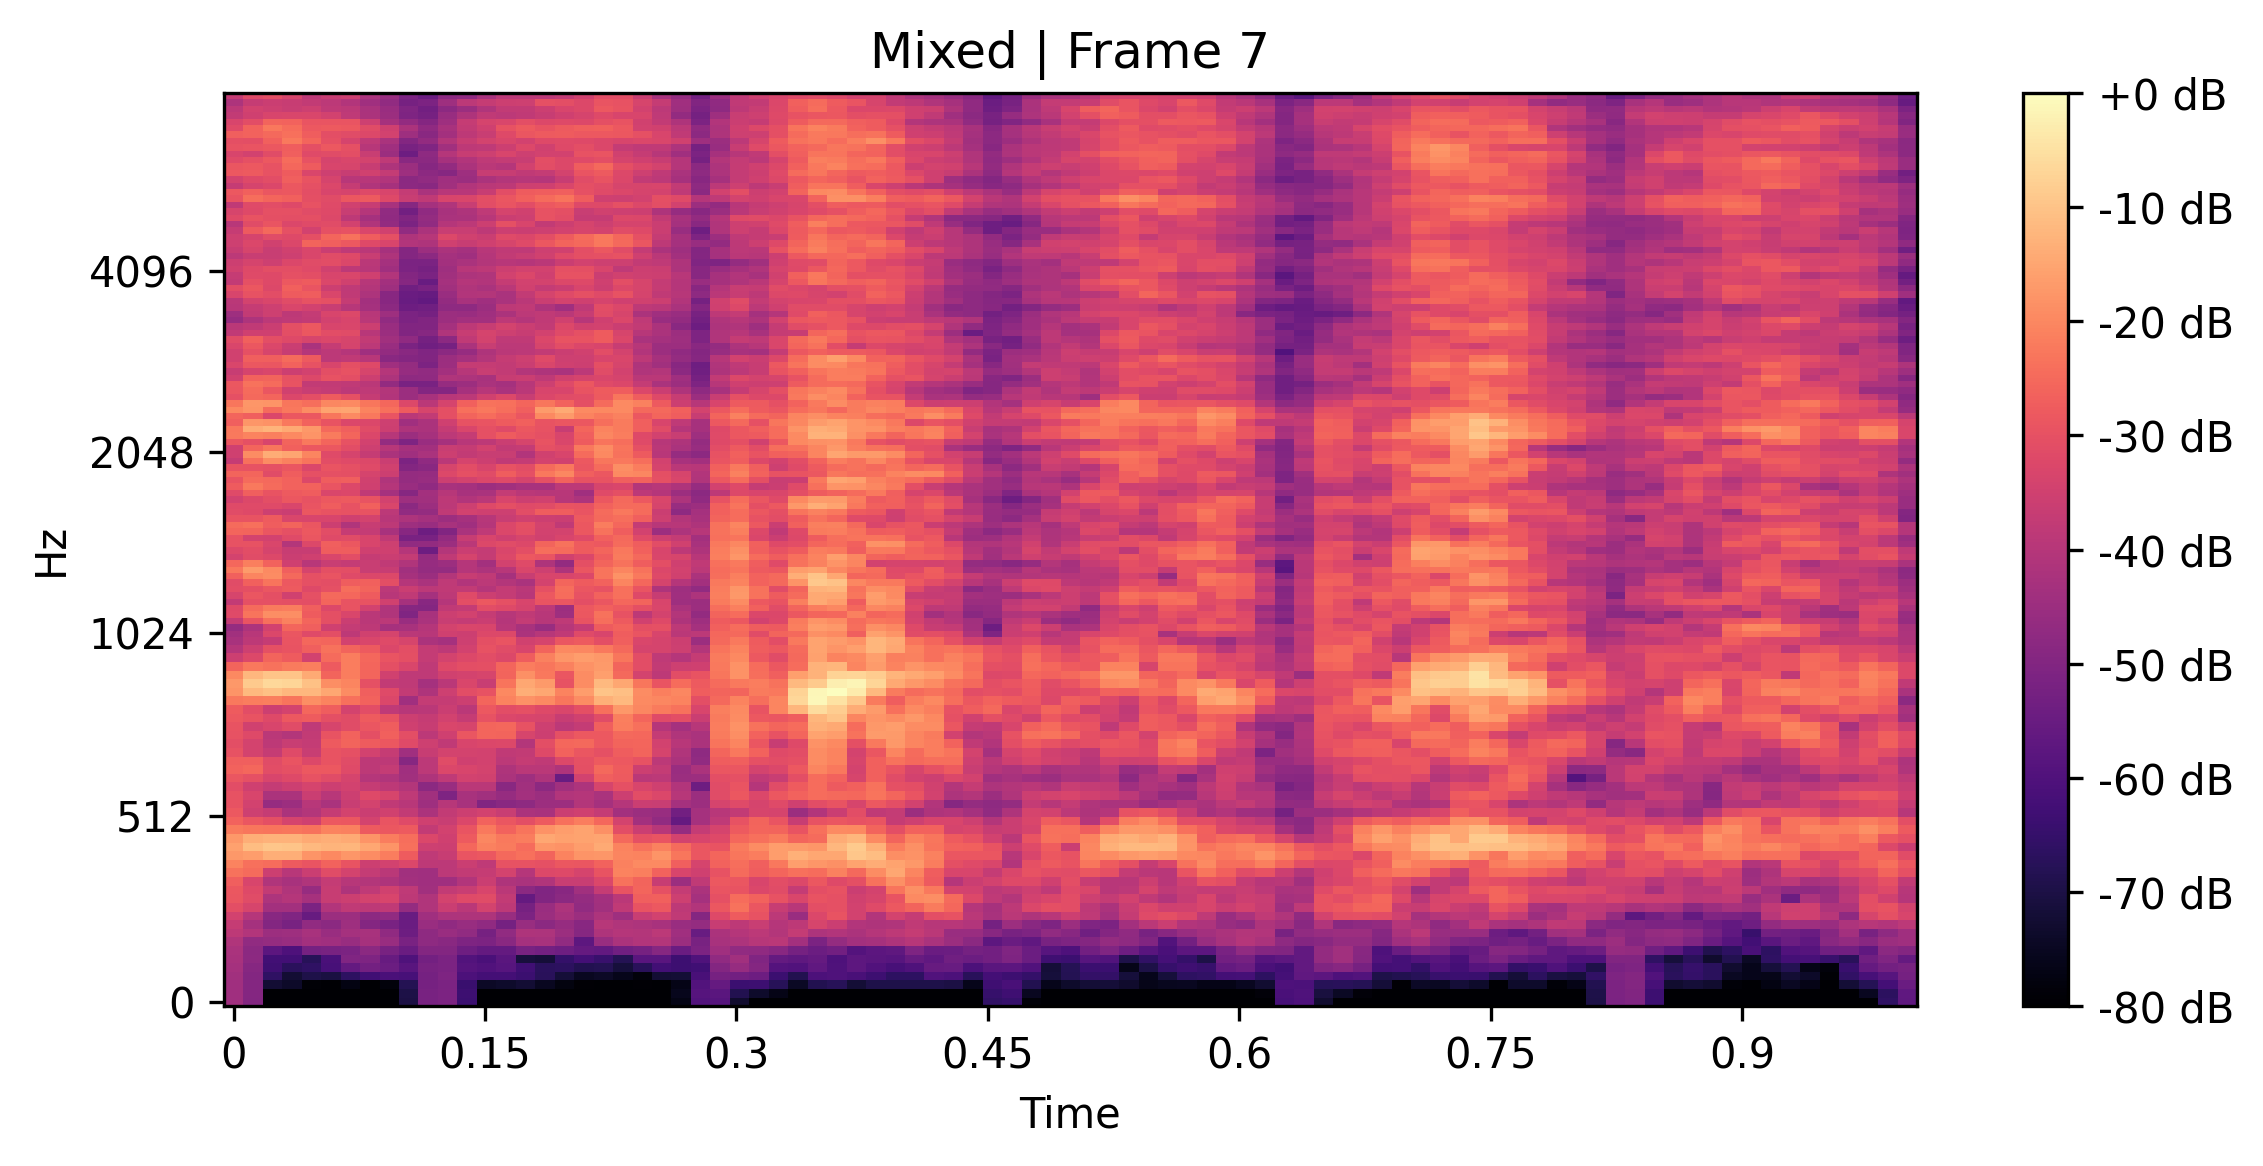 Mixed | Frame 7
+0 dB
-10 dB
-20 dB
-30 dB
-40 dB
-50 dB
-60 dB
-70 dB
-80 dB
4096
2048
1024
512
0
Hz
0 0.15 0.3 0.45 0.6 0.75 0.9
Time